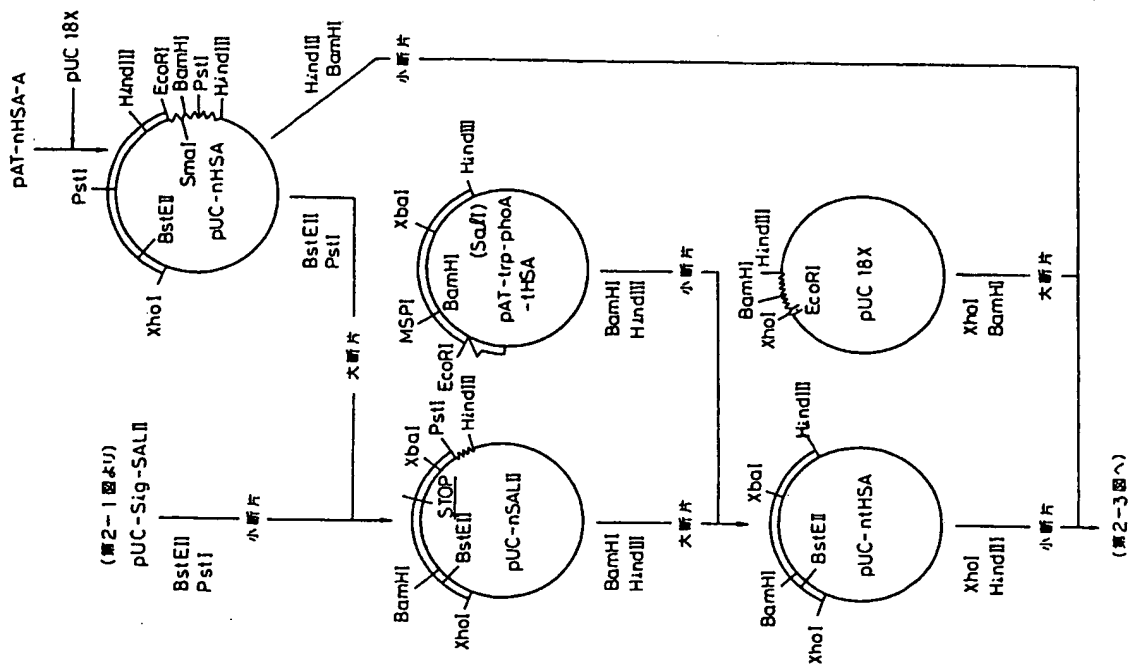 pAT-nHSA-A
pUC 18X
PstI
HindIII
EcoRI
BamHI
PstI
HindIII
SmaI
BstEII
XhoI
pUC-nHSA
BstEII
PstI
大断片
HindIII
BamHI
小断片
(第2-1図より)
pUC-Sig-SALII
BstEII
PstI
小断片
BamHI
XbaI
PstI
HindIII
STOP
BstEII
XhoI
pUC-nSALII
BamHI
HindIII
大断片
MSPI
XbaI
HindIII
EcoRI
BamHI
(SalI)
pAT-trp-phoA
-tHSA
BamHI
HindIII
小断片
BamHI
XbaI
HindIII
BstEII
XhoI
pUC-ntHSA
XhoI
HindIII
小断片
BamHI
HindIII
XhoI
EcoRI
pUC 18X
XhoI
BamHI
大断片
(第2-3図へ)